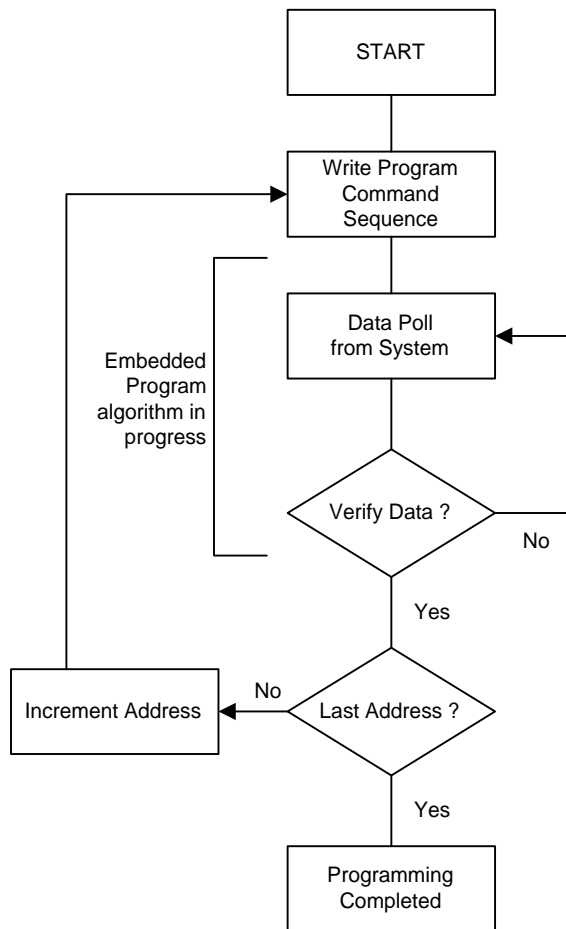 START
Write Program
Command
Sequence
Data Poll
from System
Embedded
Program
algorithm in
progress
Verify Data ?
No
Yes
Increment Address
No
Last Address ?
Yes
Programming
Completed